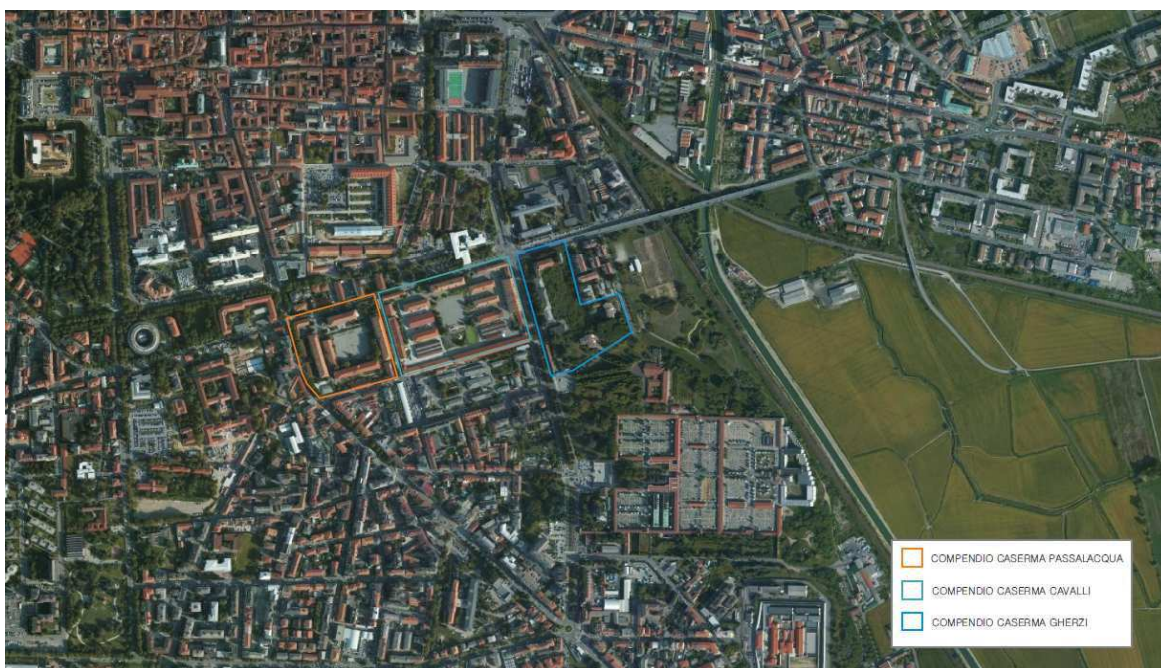 COMPENDIO CASERMA PASSALACQUA
COMPENDIO CASERMA CAVALLI
COMPENDIO CASERMA GHERZI